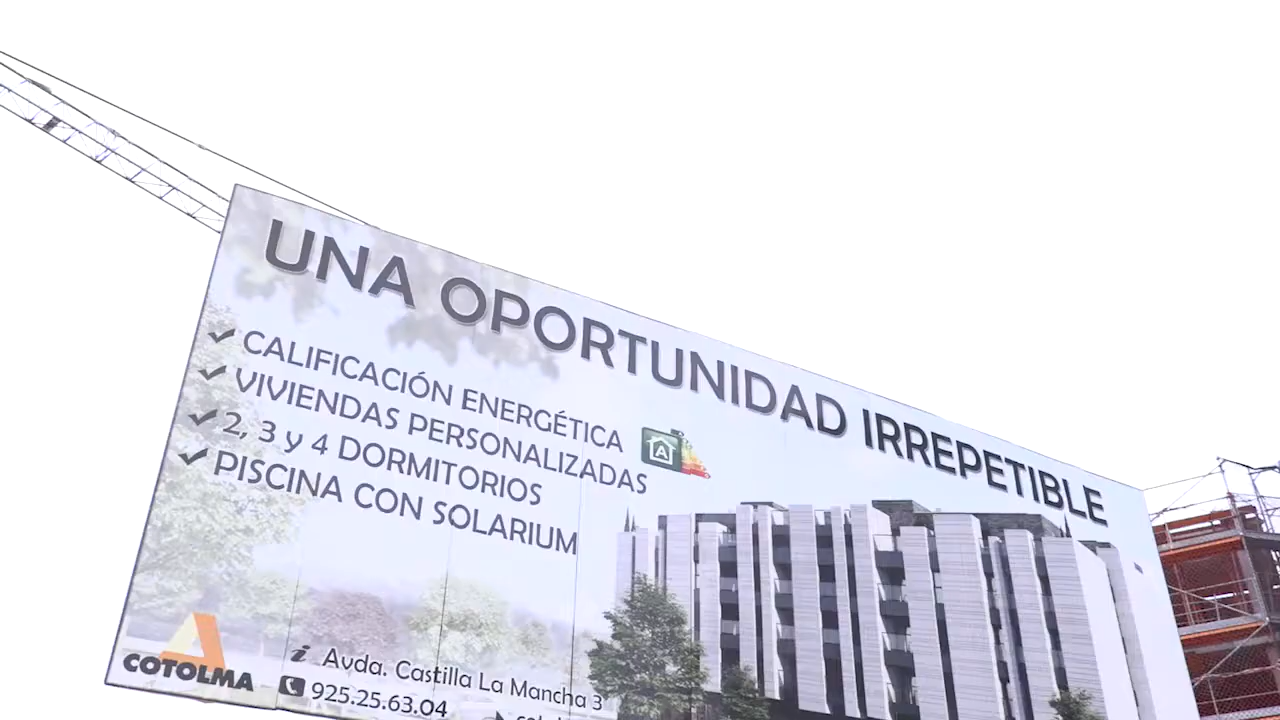 UNA OPORTUNIDAD IRREPETIBLE
CALIFICACIÓN ENERGÉTICA A
VIVIENDAS PERSONALIZADAS
2, 3 y 4 DORMITORIOS
PISCINA CON SOLARIUM
COTOLMA
i Avda. Castilla La Mancha 3
925.25.63.04